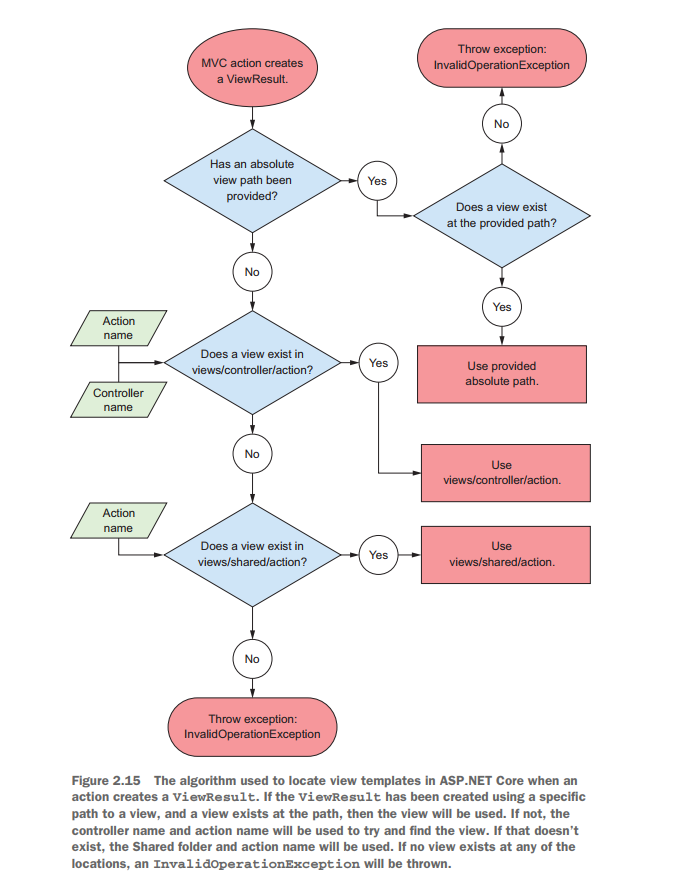 MVC action creates
a ViewResult.
Throw exception:
InvalidOperationException
No
Has an absolute
view path been
provided?
Yes
Does a view exist
at the provided path?
No
Yes
Action
name
Does a view exist in
views/controller/action?
Yes
Use provided
absolute path.
Controller
name
No
Use
views/controller/action.
Action
name
Does a view exist in
views/shared/action?
Yes
Use
views/shared/action.
No
Throw exception:
InvalidOperationException
Figure 2.15 The algorithm used to locate view templates in ASP.NET Core when an
action creates a ViewResult. If the ViewResult has been created using a specific
path to a view, and a view exists at the path, then the view will be used. If not, the
controller name and action name will be used to try and find the view. If that doesn't
exist, the Shared folder and action name will be used. If no view exists at any of the
locations, an InvalidOperationException will be thrown.